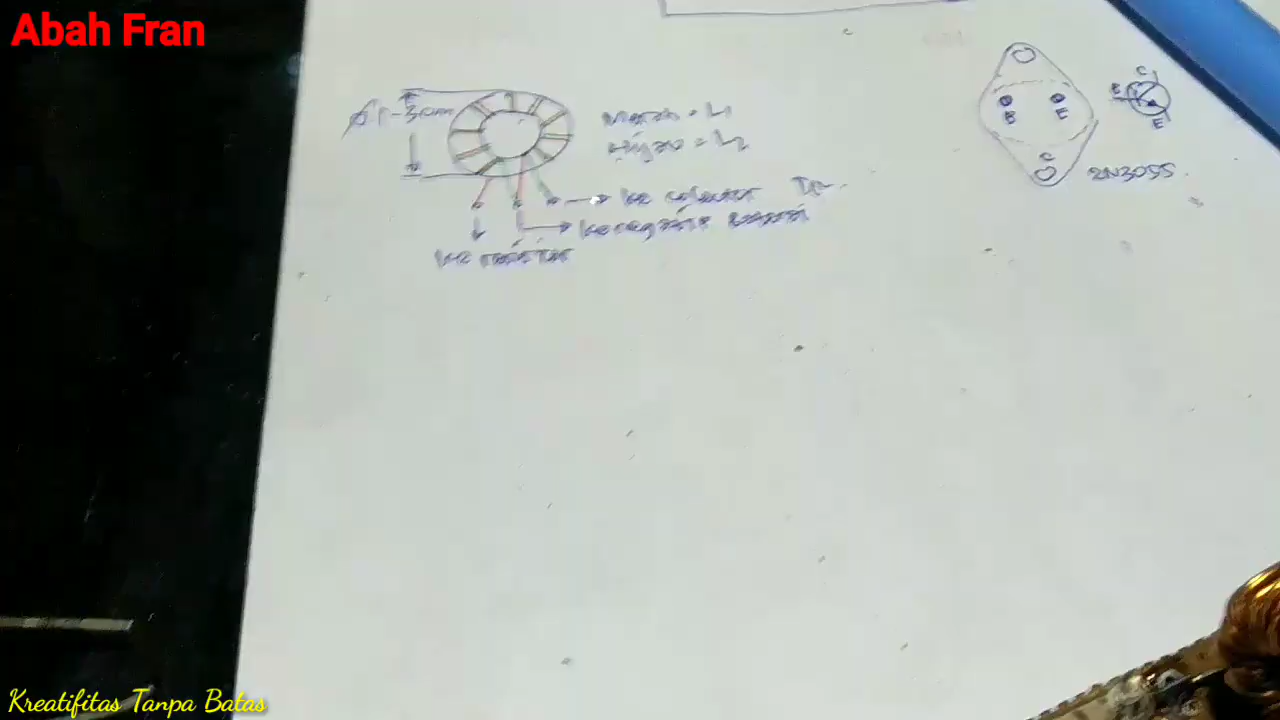 Abah Fran
Ø 1-3cm
Merah = L1
Hijau = L2
ke colector Tr.
ke negatif
ke resistor
C
B
E
C
2N3055
C
B
E
Kreatifitas Tanpa Batas